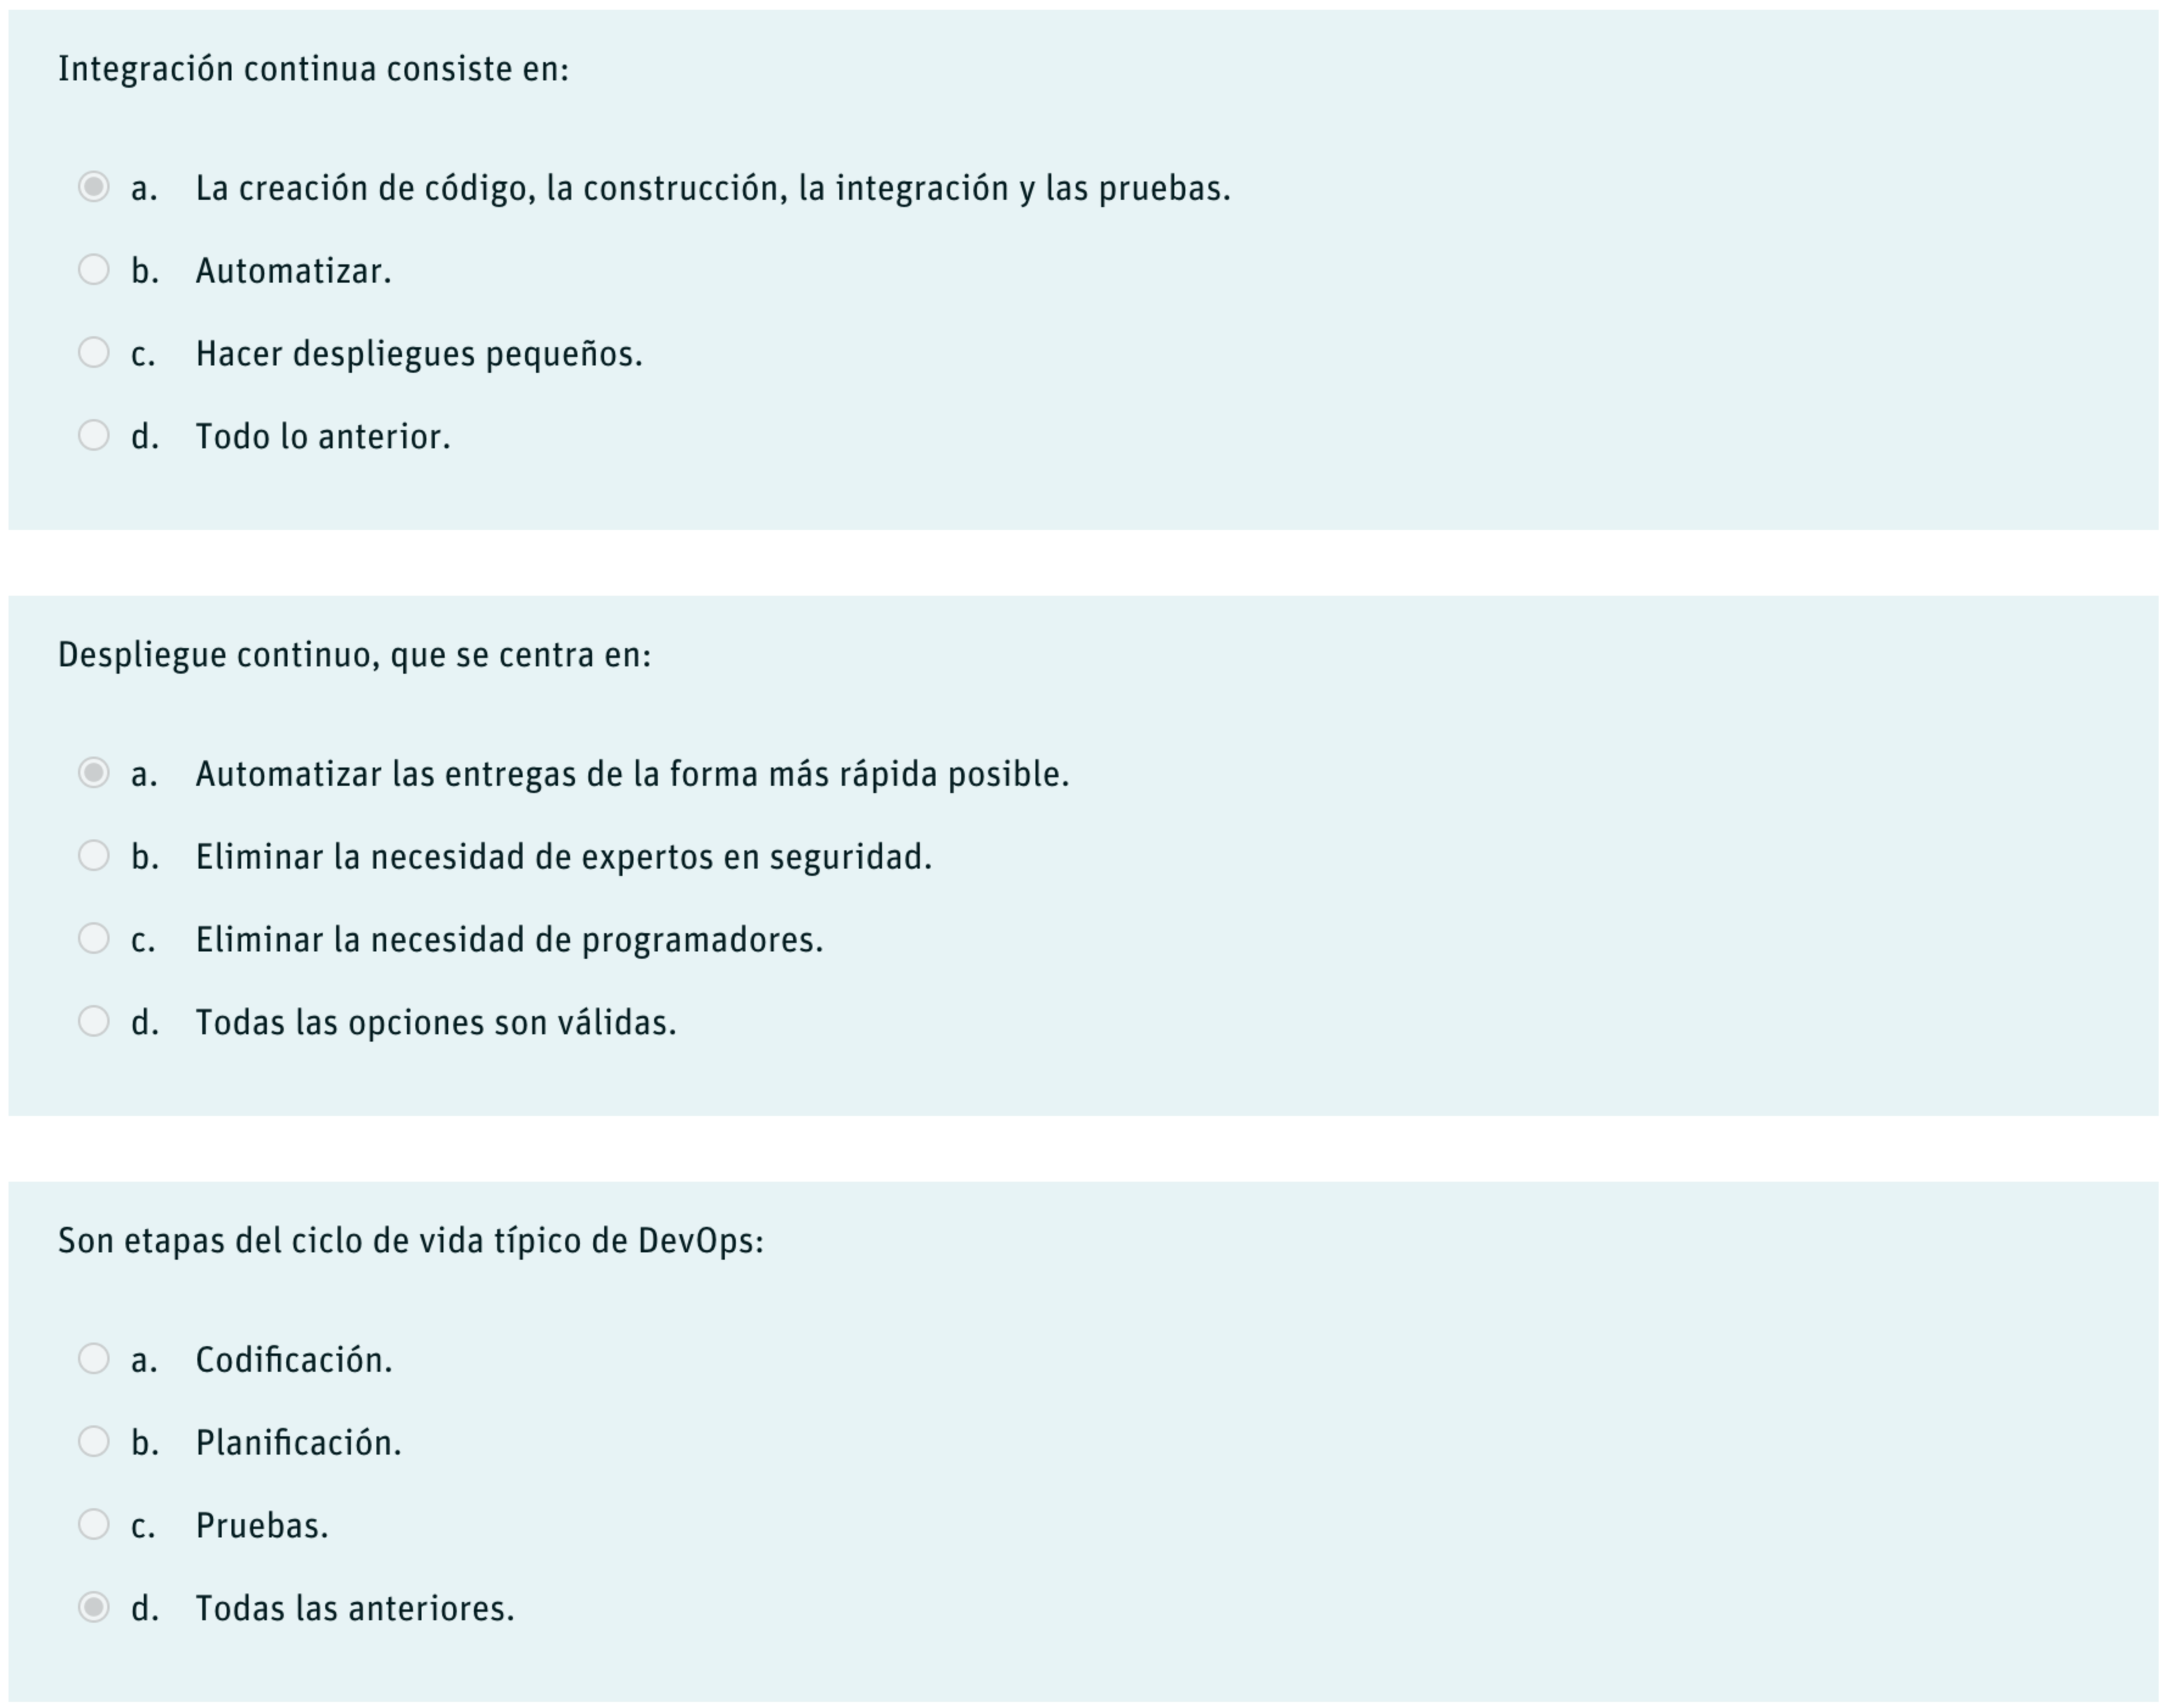 Integración continua consiste en:
a. La creación de código, la construcción, la integración y las pruebas.
b. Automatizar.
c. Hacer despliegues pequeños.
d. Todo lo anterior.
Despliegue continuo, que se centra en:
a. Automatizar las entregas de la forma más rápida posible.
b. Eliminar la necesidad de expertos en seguridad.
c. Eliminar la necesidad de programadores.
d. Todas las opciones son válidas.
Son etapas del ciclo de vida típico de DevOps:
a. Codificación.
b. Planificación.
c. Pruebas.
d. Todas las anteriores.